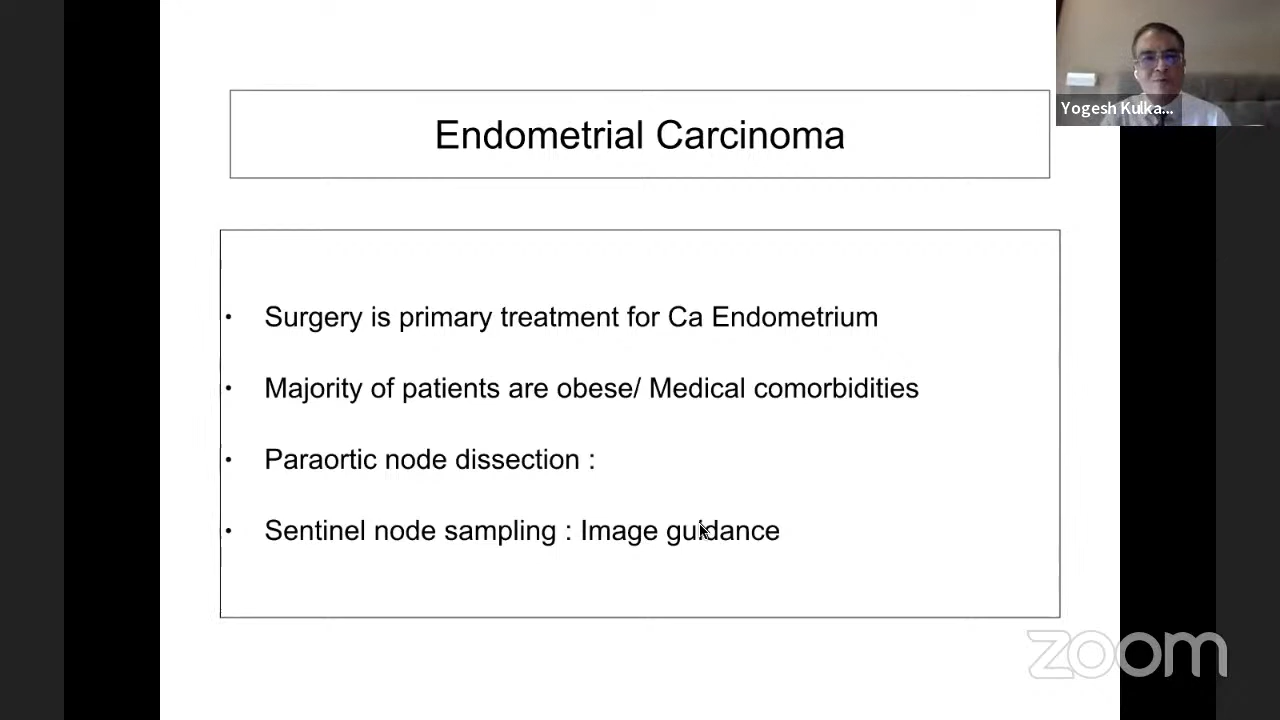 Yogesh Kulka...
Endometrial Carcinoma
• Surgery is primary treatment for Ca Endometrium
• Majority of patients are obese/ Medical comorbidities
• Paraortic node dissection :
• Sentinel node sampling : Image guidance
zoom